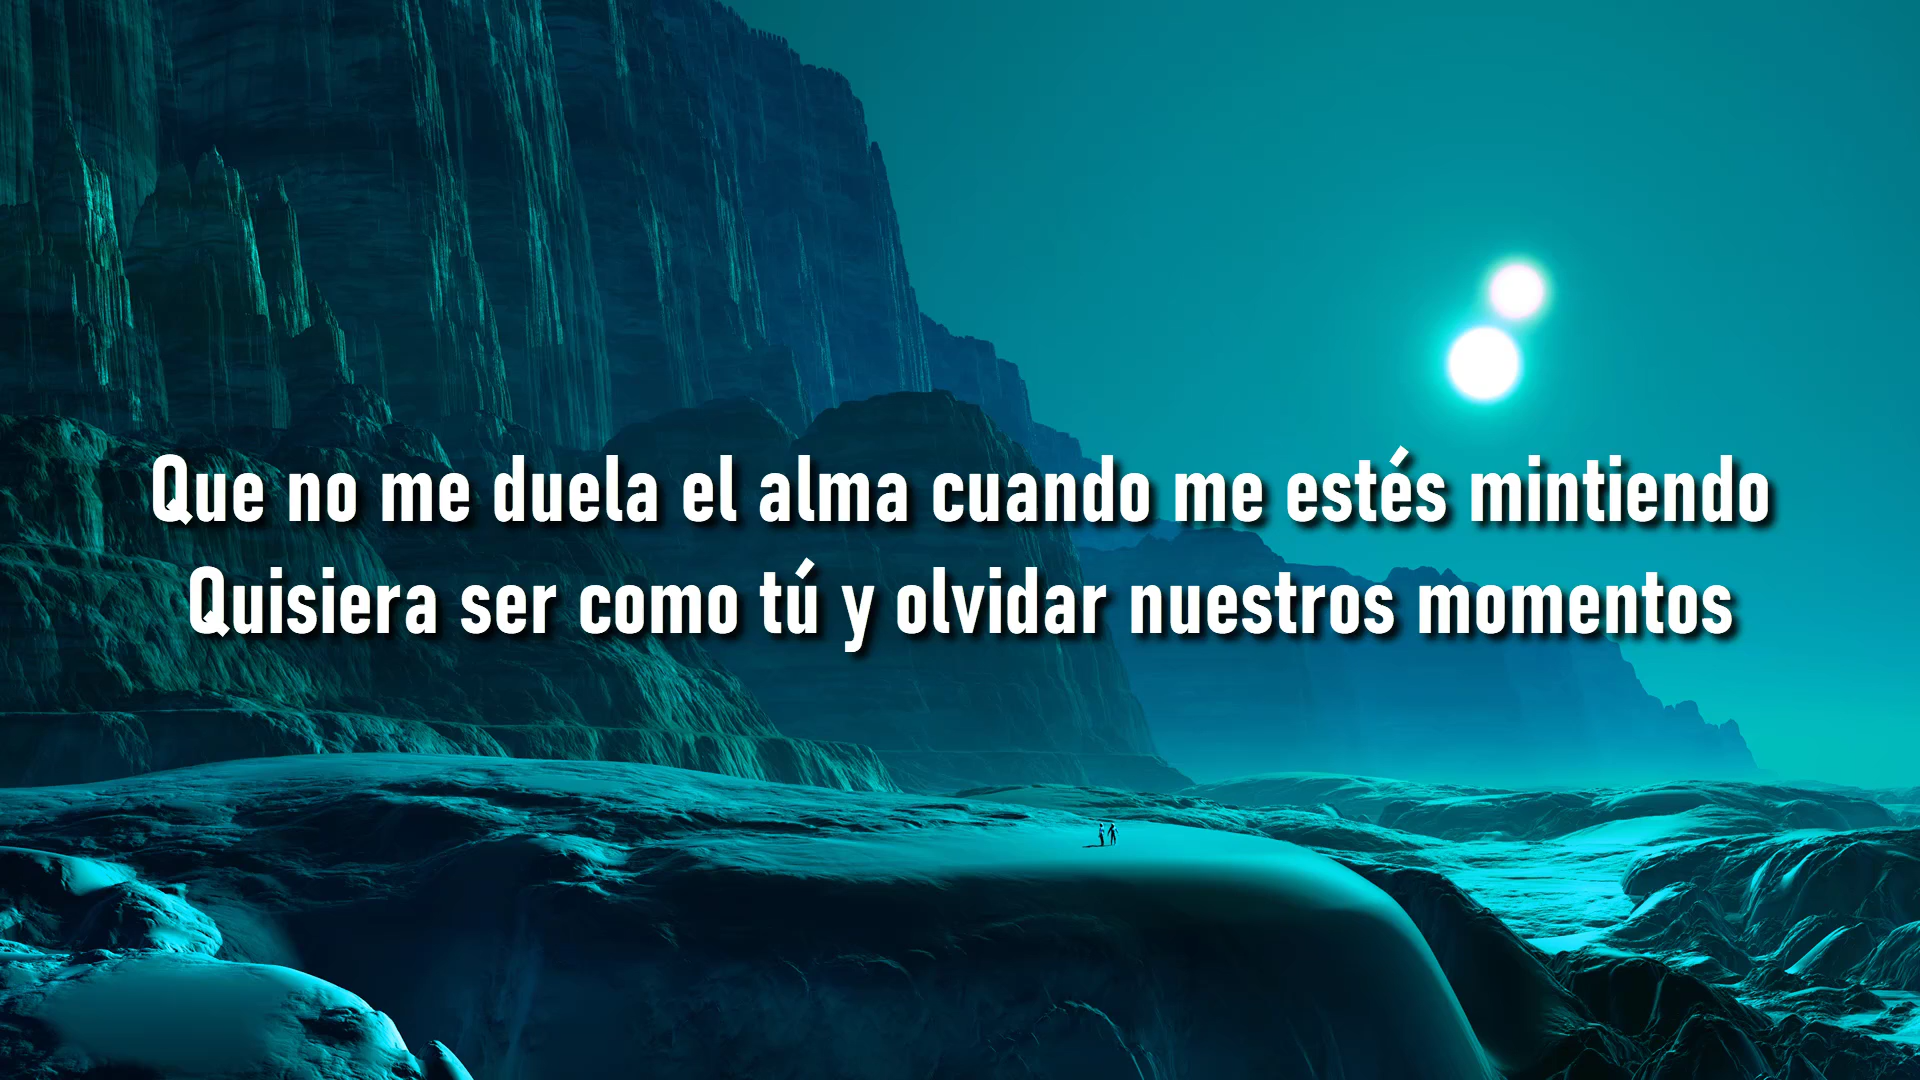 Que no me duela el alma cuando me estés mintiendo
Quisiera ser como tú y olvidar nuestros momentos